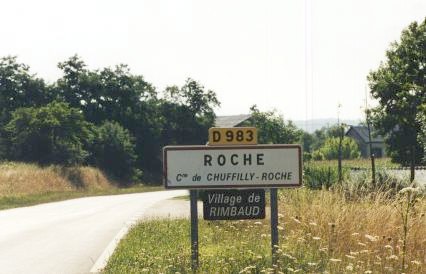 D 983
ROCHE
Cne de CHUFFILLY-ROCHE
Village de
RIMBAUD